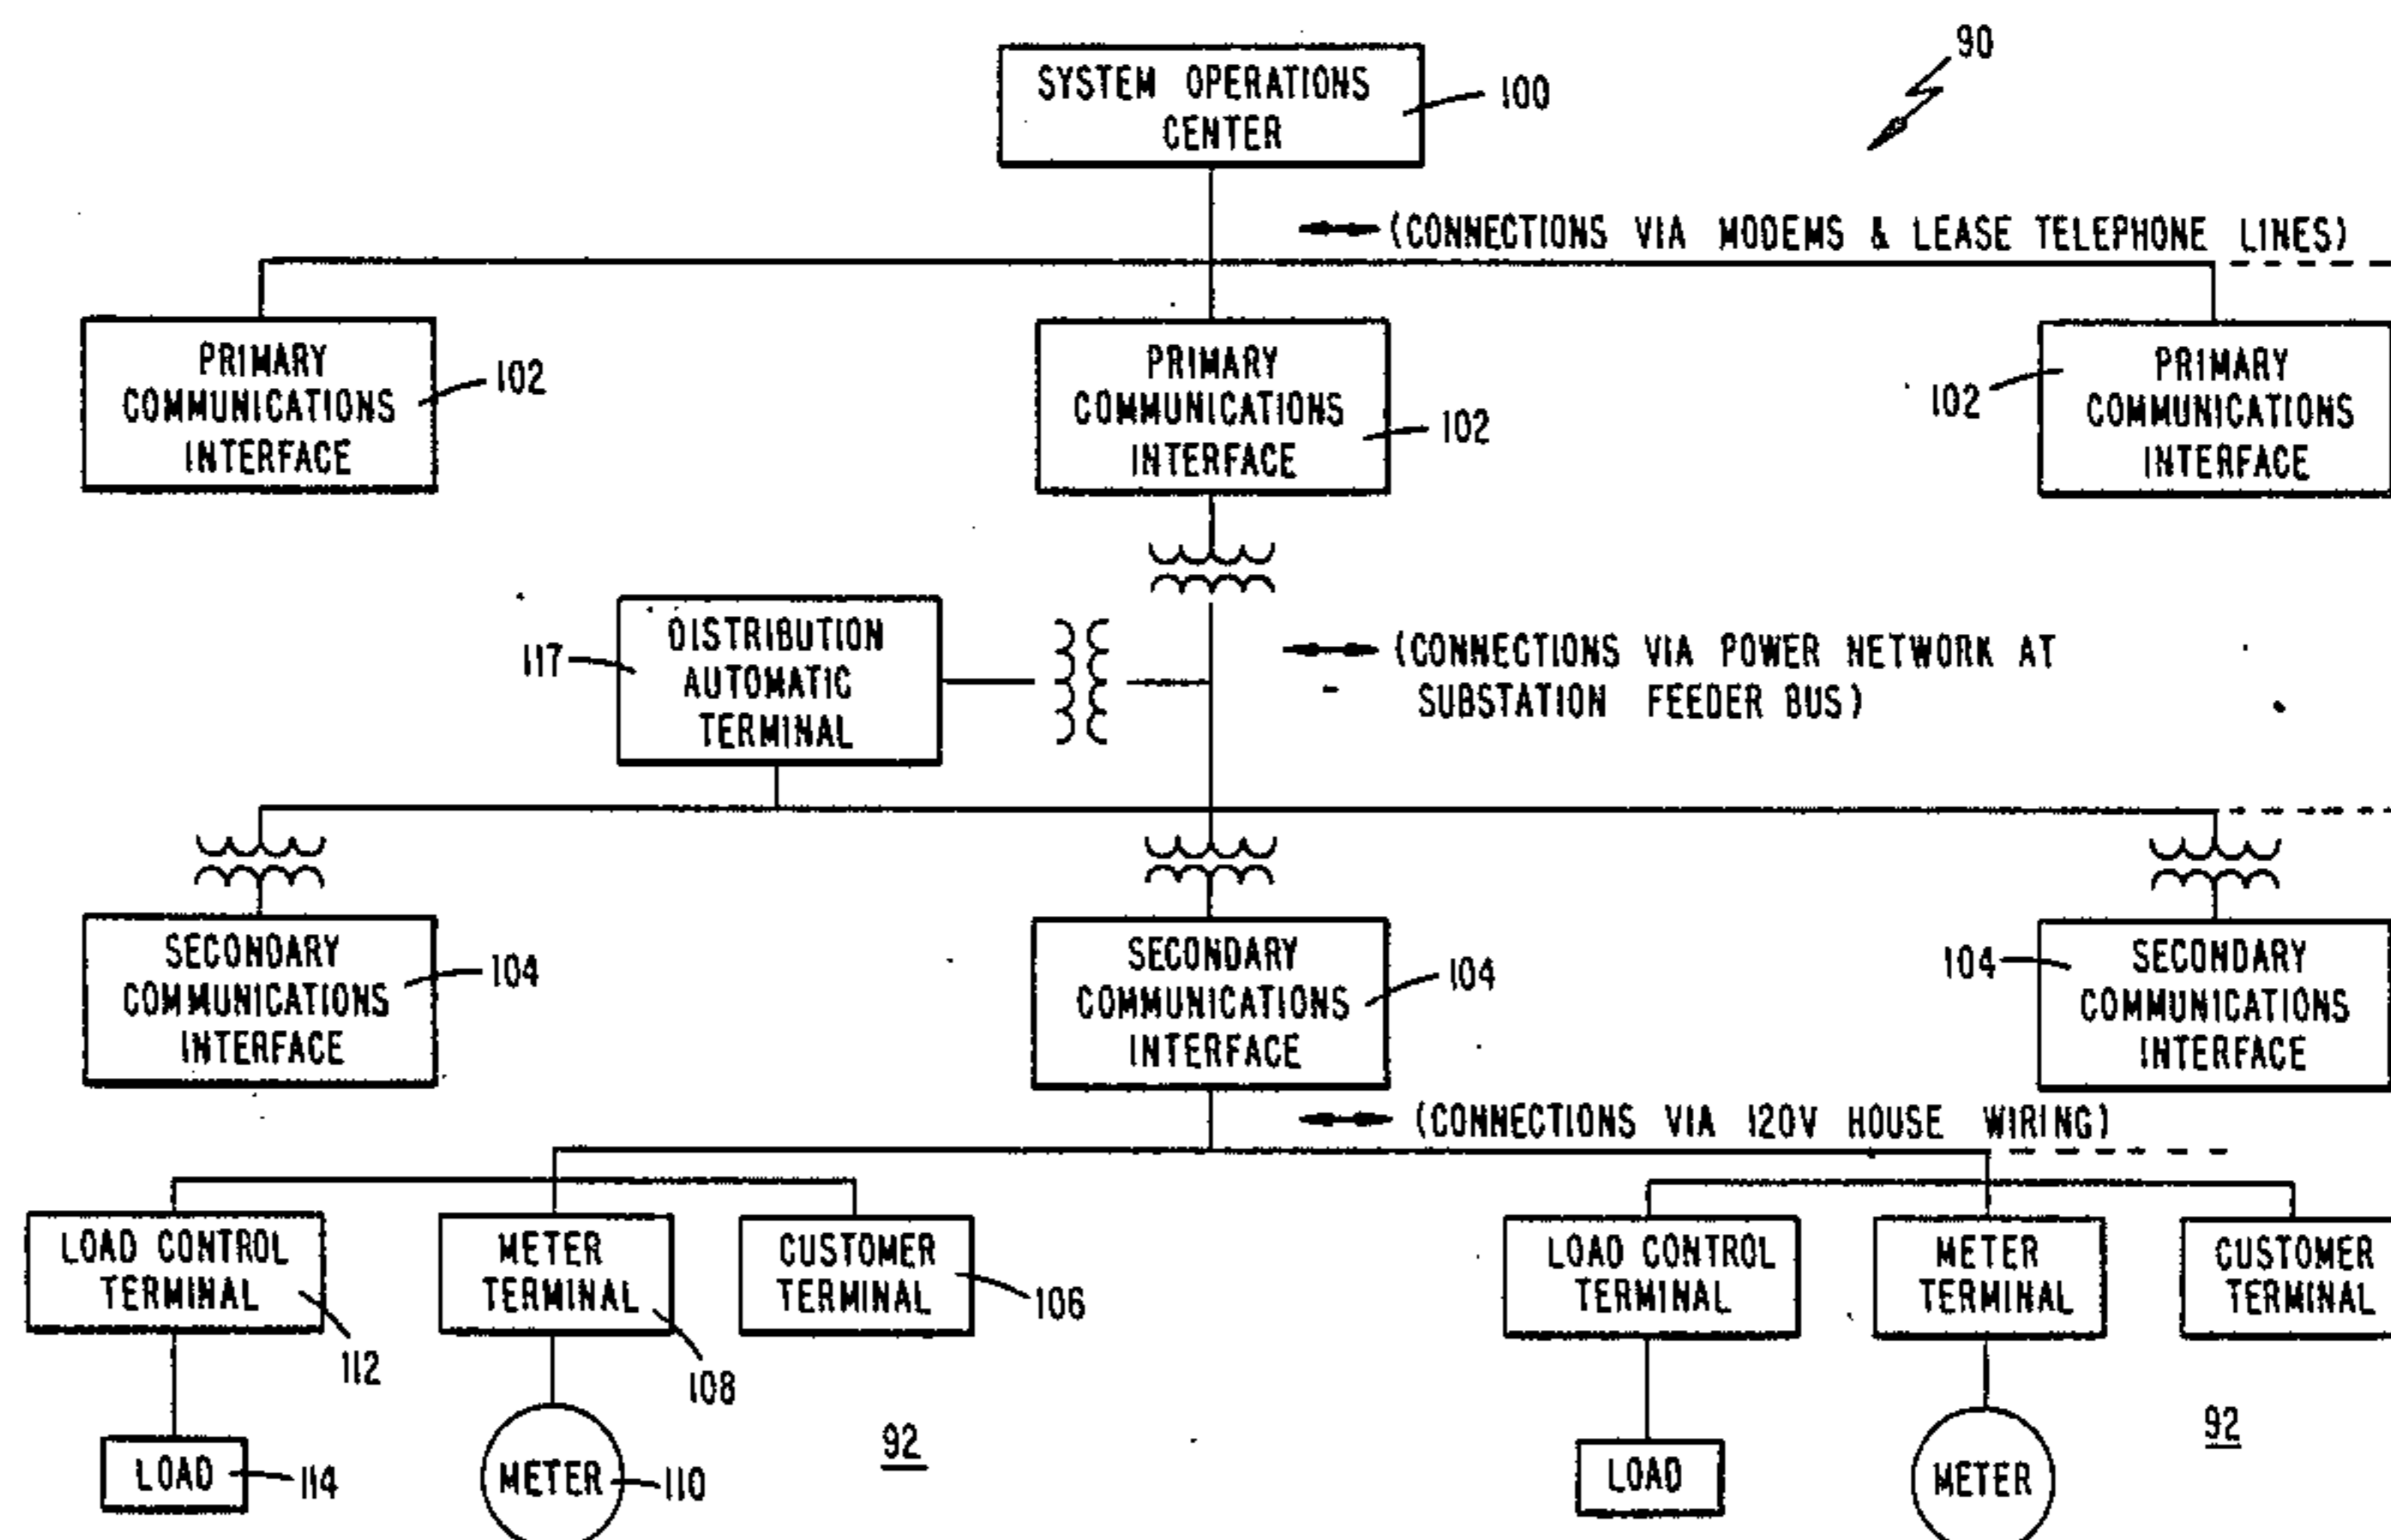 90
SYSTEM OPERATIONS
CENTER
100
(CONNECTIONS VIA MODEMS & LEASE TELEPHONE LINES)
PRIMARY
COMMUNICATIONS
INTERFACE
102
PRIMARY
COMMUNICATIONS
INTERFACE
102
102
PRIMARY
COMMUNICATIONS
INTERFACE
117
DISTRIBUTION
AUTOMATIC
TERMINAL
(CONNECTIONS VIA POWER NETWORK AT
SUBSTATION FEEDER BUS)
SECONDARY
COMMUNICATIONS
INTERFACE
104
SECONDARY
COMMUNICATIONS
INTERFACE
104
104
SECONDARY
COMMUNICATIONS
INTERFACE
(CONNECTIONS VIA 120V HOUSE WIRING)
LOAD CONTROL
TERMINAL
112
METER
TERMINAL
108
CUSTOMER
TERMINAL
106
LOAD CONTROL
TERMINAL
METER
TERMINAL
CUSTOMER
TERMINAL
LOAD
114
METER
110
92
LOAD
METER
92